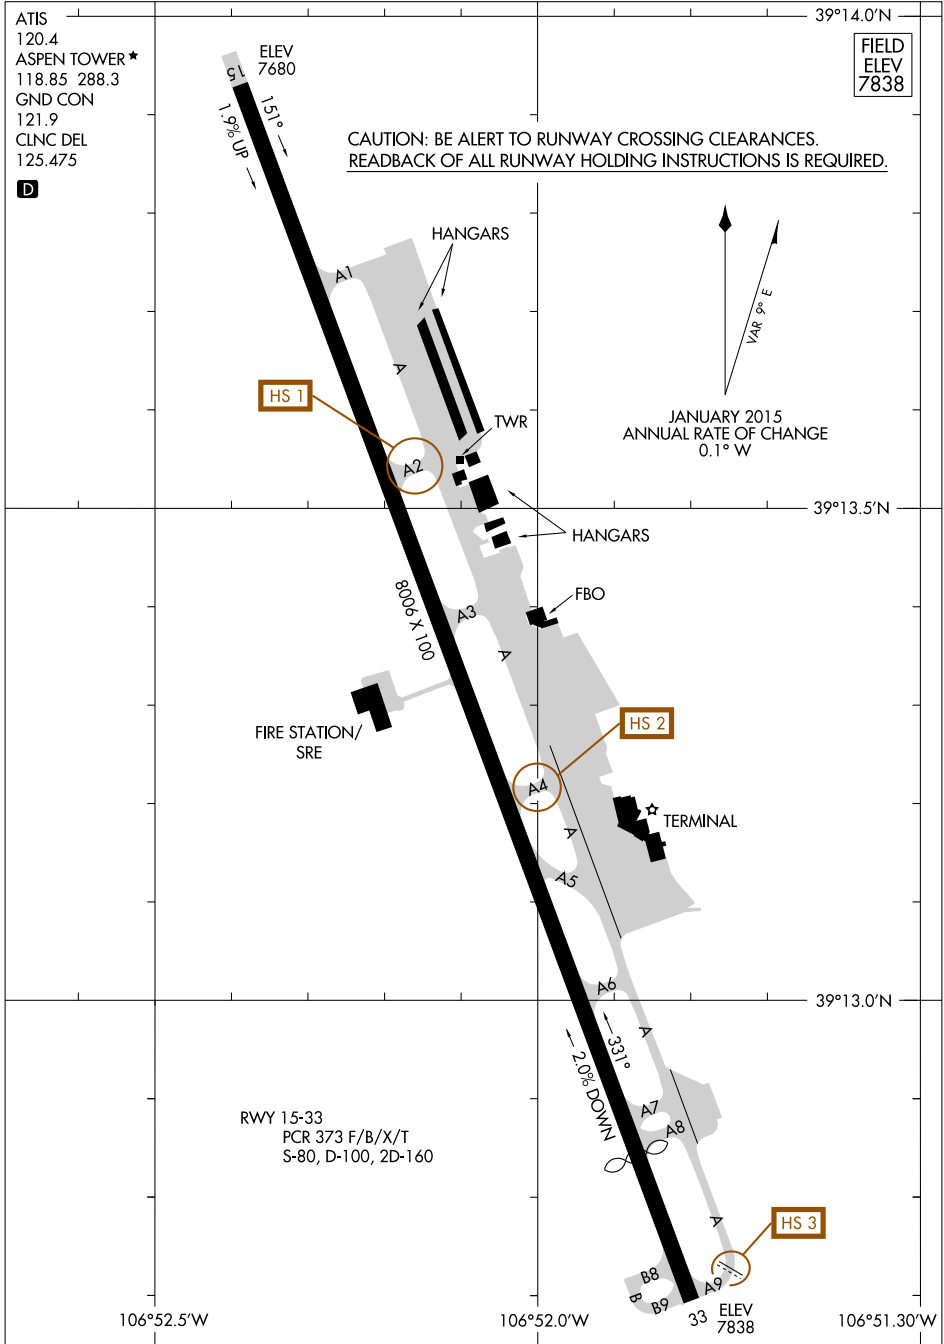 ATIS
120.4
ASPEN TOWER
118.85 288.3
GND CON
121.9
CLNC DEL
125.475
D
39°14.0'N
FIELD
ELEV
7838
ELEV
7680
15
151°
1.9% UP
CAUTION: BE ALERT TO RUNWAY CROSSING CLEARANCES.
READBACK OF ALL RUNWAY HOLDING INSTRUCTIONS IS REQUIRED.
HANGARS
A1
VAR 9° E
A
HS 1
JANUARY 2015
ANNUAL RATE OF CHANGE
0.1° W
TWR
A2
39°13.5'N
HANGARS
8006 X 100
FBO
A3
A
FIRE STATION/
SRE
HS 2
A4
TERMINAL
A
A5
A6
39°13.0'N
A
331°
2.0% DOWN
A7
A8
RWY 15-33
PCR 373 F/B/X/T
S-80, D-100, 2D-160
A
HS 3
B8
A9
B
B9
33
ELEV
7838
106°52.5'W
106°52.0'W
106°51.30'W